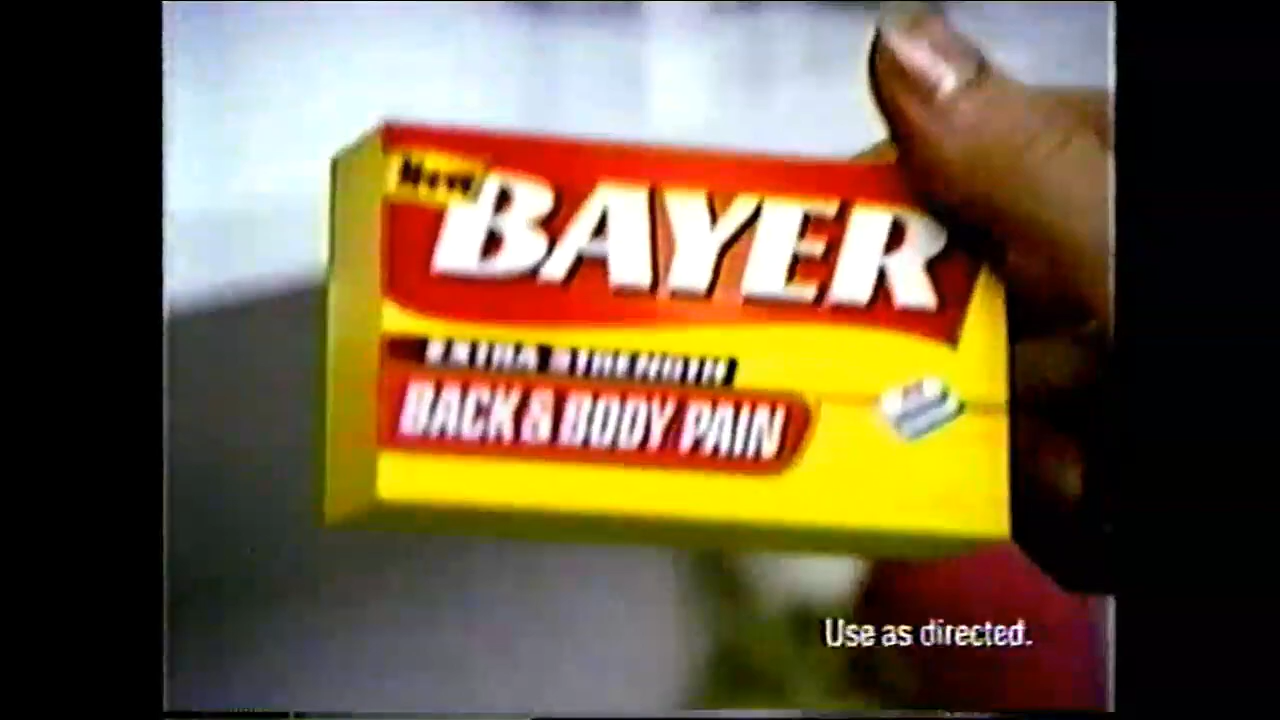 New!
BAYER
EXTRA STRENGTH
BACK & BODY PAIN
Use as directed.